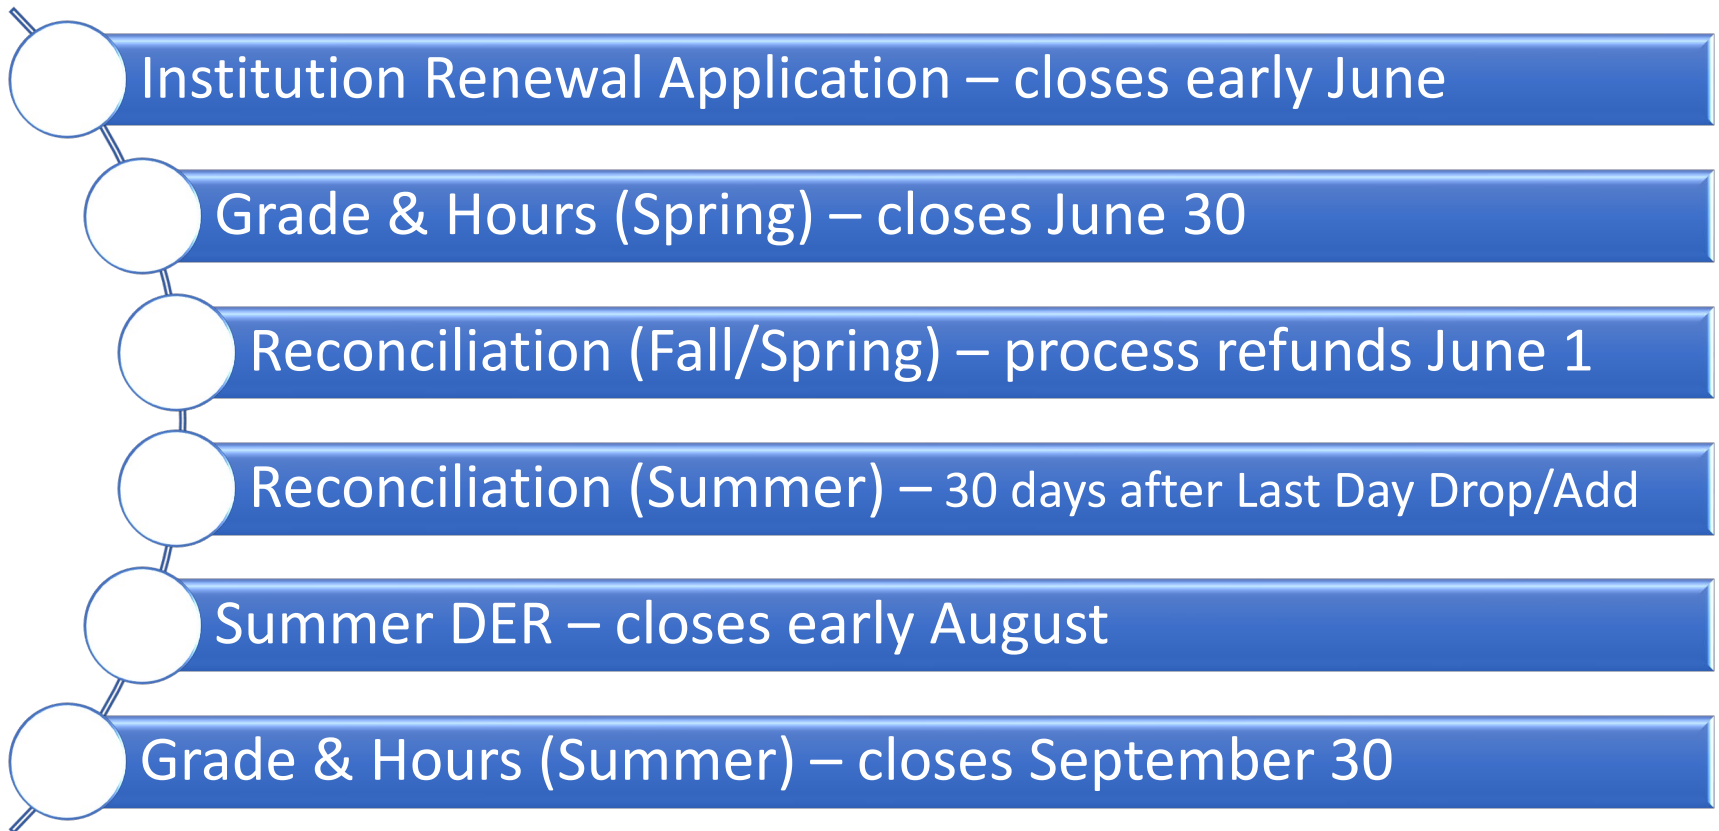 Institution Renewal Application – closes early June
Grade & Hours (Spring) – closes June 30
Reconciliation (Fall/Spring) – process refunds June 1
Reconciliation (Summer) – 30 days after Last Day Drop/Add
Summer DER – closes early August
Grade & Hours (Summer) – closes September 30